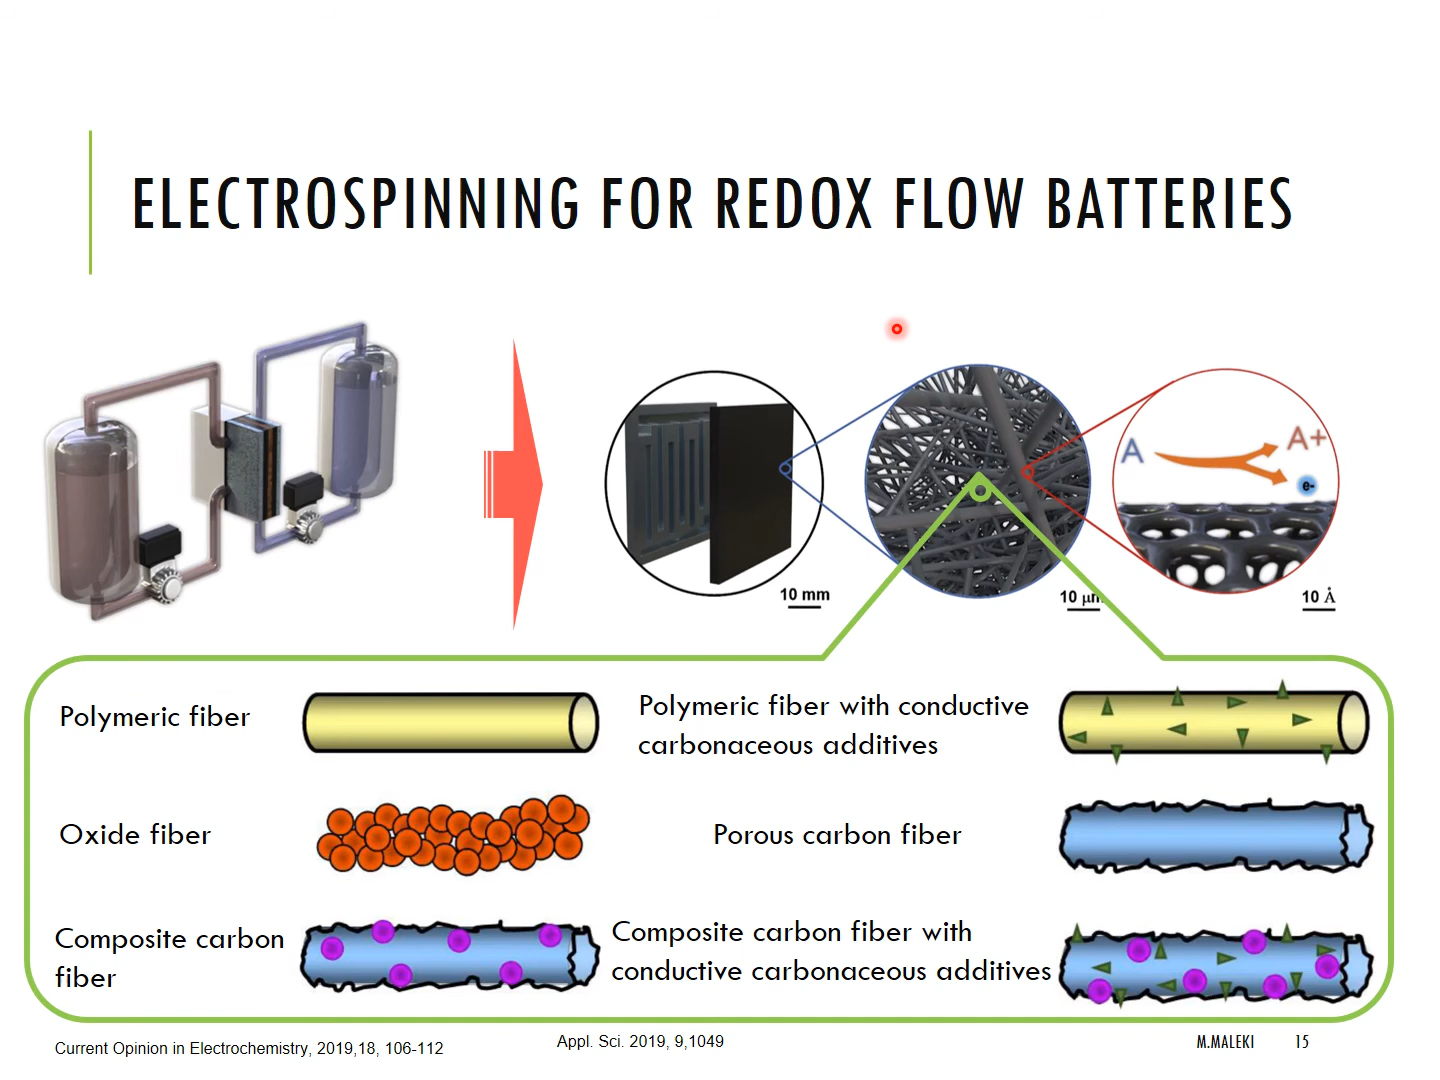 ELECTROSPINNING FOR REDOX FLOW BATTERIES
A
A+
e-
10 mm
10 µm
10 Å
Polymeric fiber
Polymeric fiber with conductive
carbonaceous additives
Oxide fiber
Porous carbon fiber
Composite carbon
fiber
Composite carbon fiber with
conductive carbonaceous additives
Current Opinion in Electrochemistry, 2019,18, 106-112
Appl. Sci. 2019, 9,1049
M.MALEKI
15